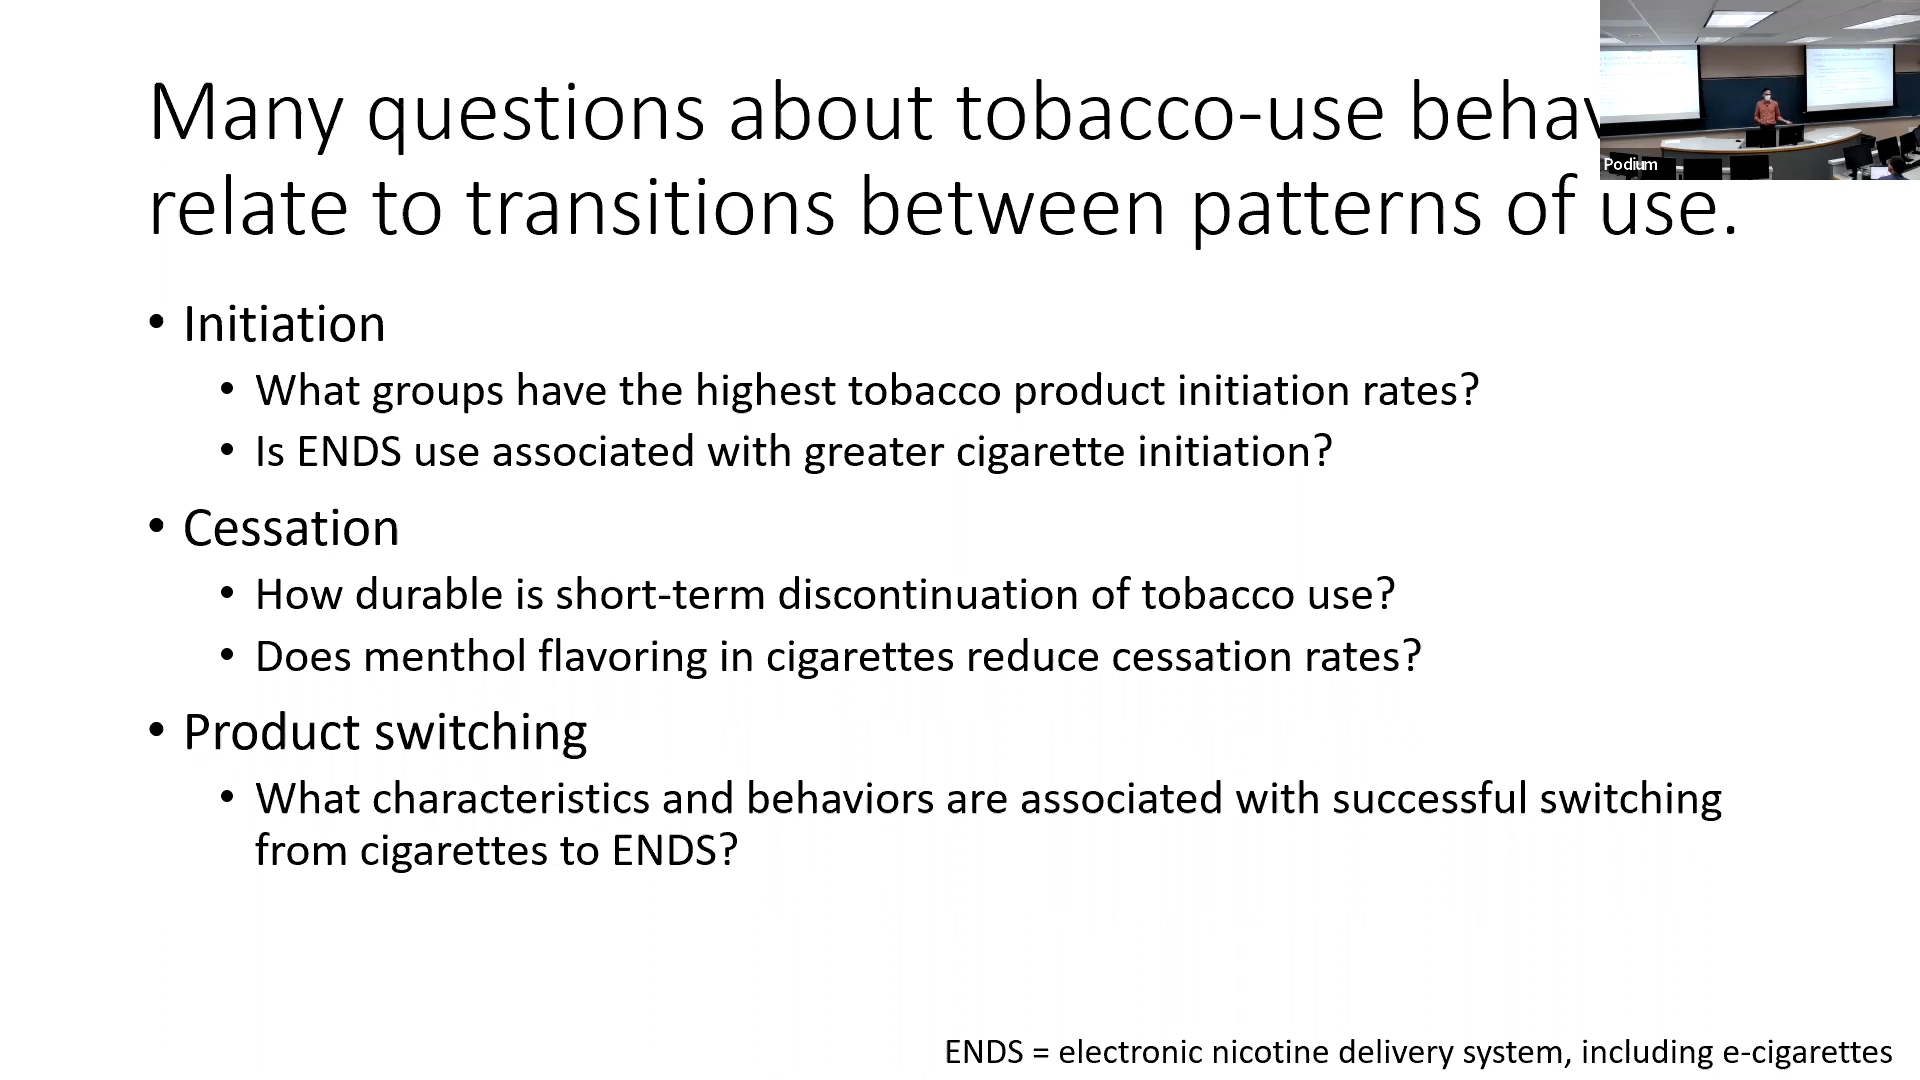 Many questions about tobacco-use
relate to transitions between patterns of use.
• Initiation
• What groups have the highest tobacco product initiation rates?
• Is ENDS use associated with greater cigarette initiation?
• Cessation
• How durable is short-term discontinuation of tobacco use?
• Does menthol flavoring in cigarettes reduce cessation rates?
• Product switching
• What characteristics and behaviors are associated with successful switching
from cigarettes to ENDS?
ENDS = electronic nicotine delivery system, including e-cigarettes
Podium